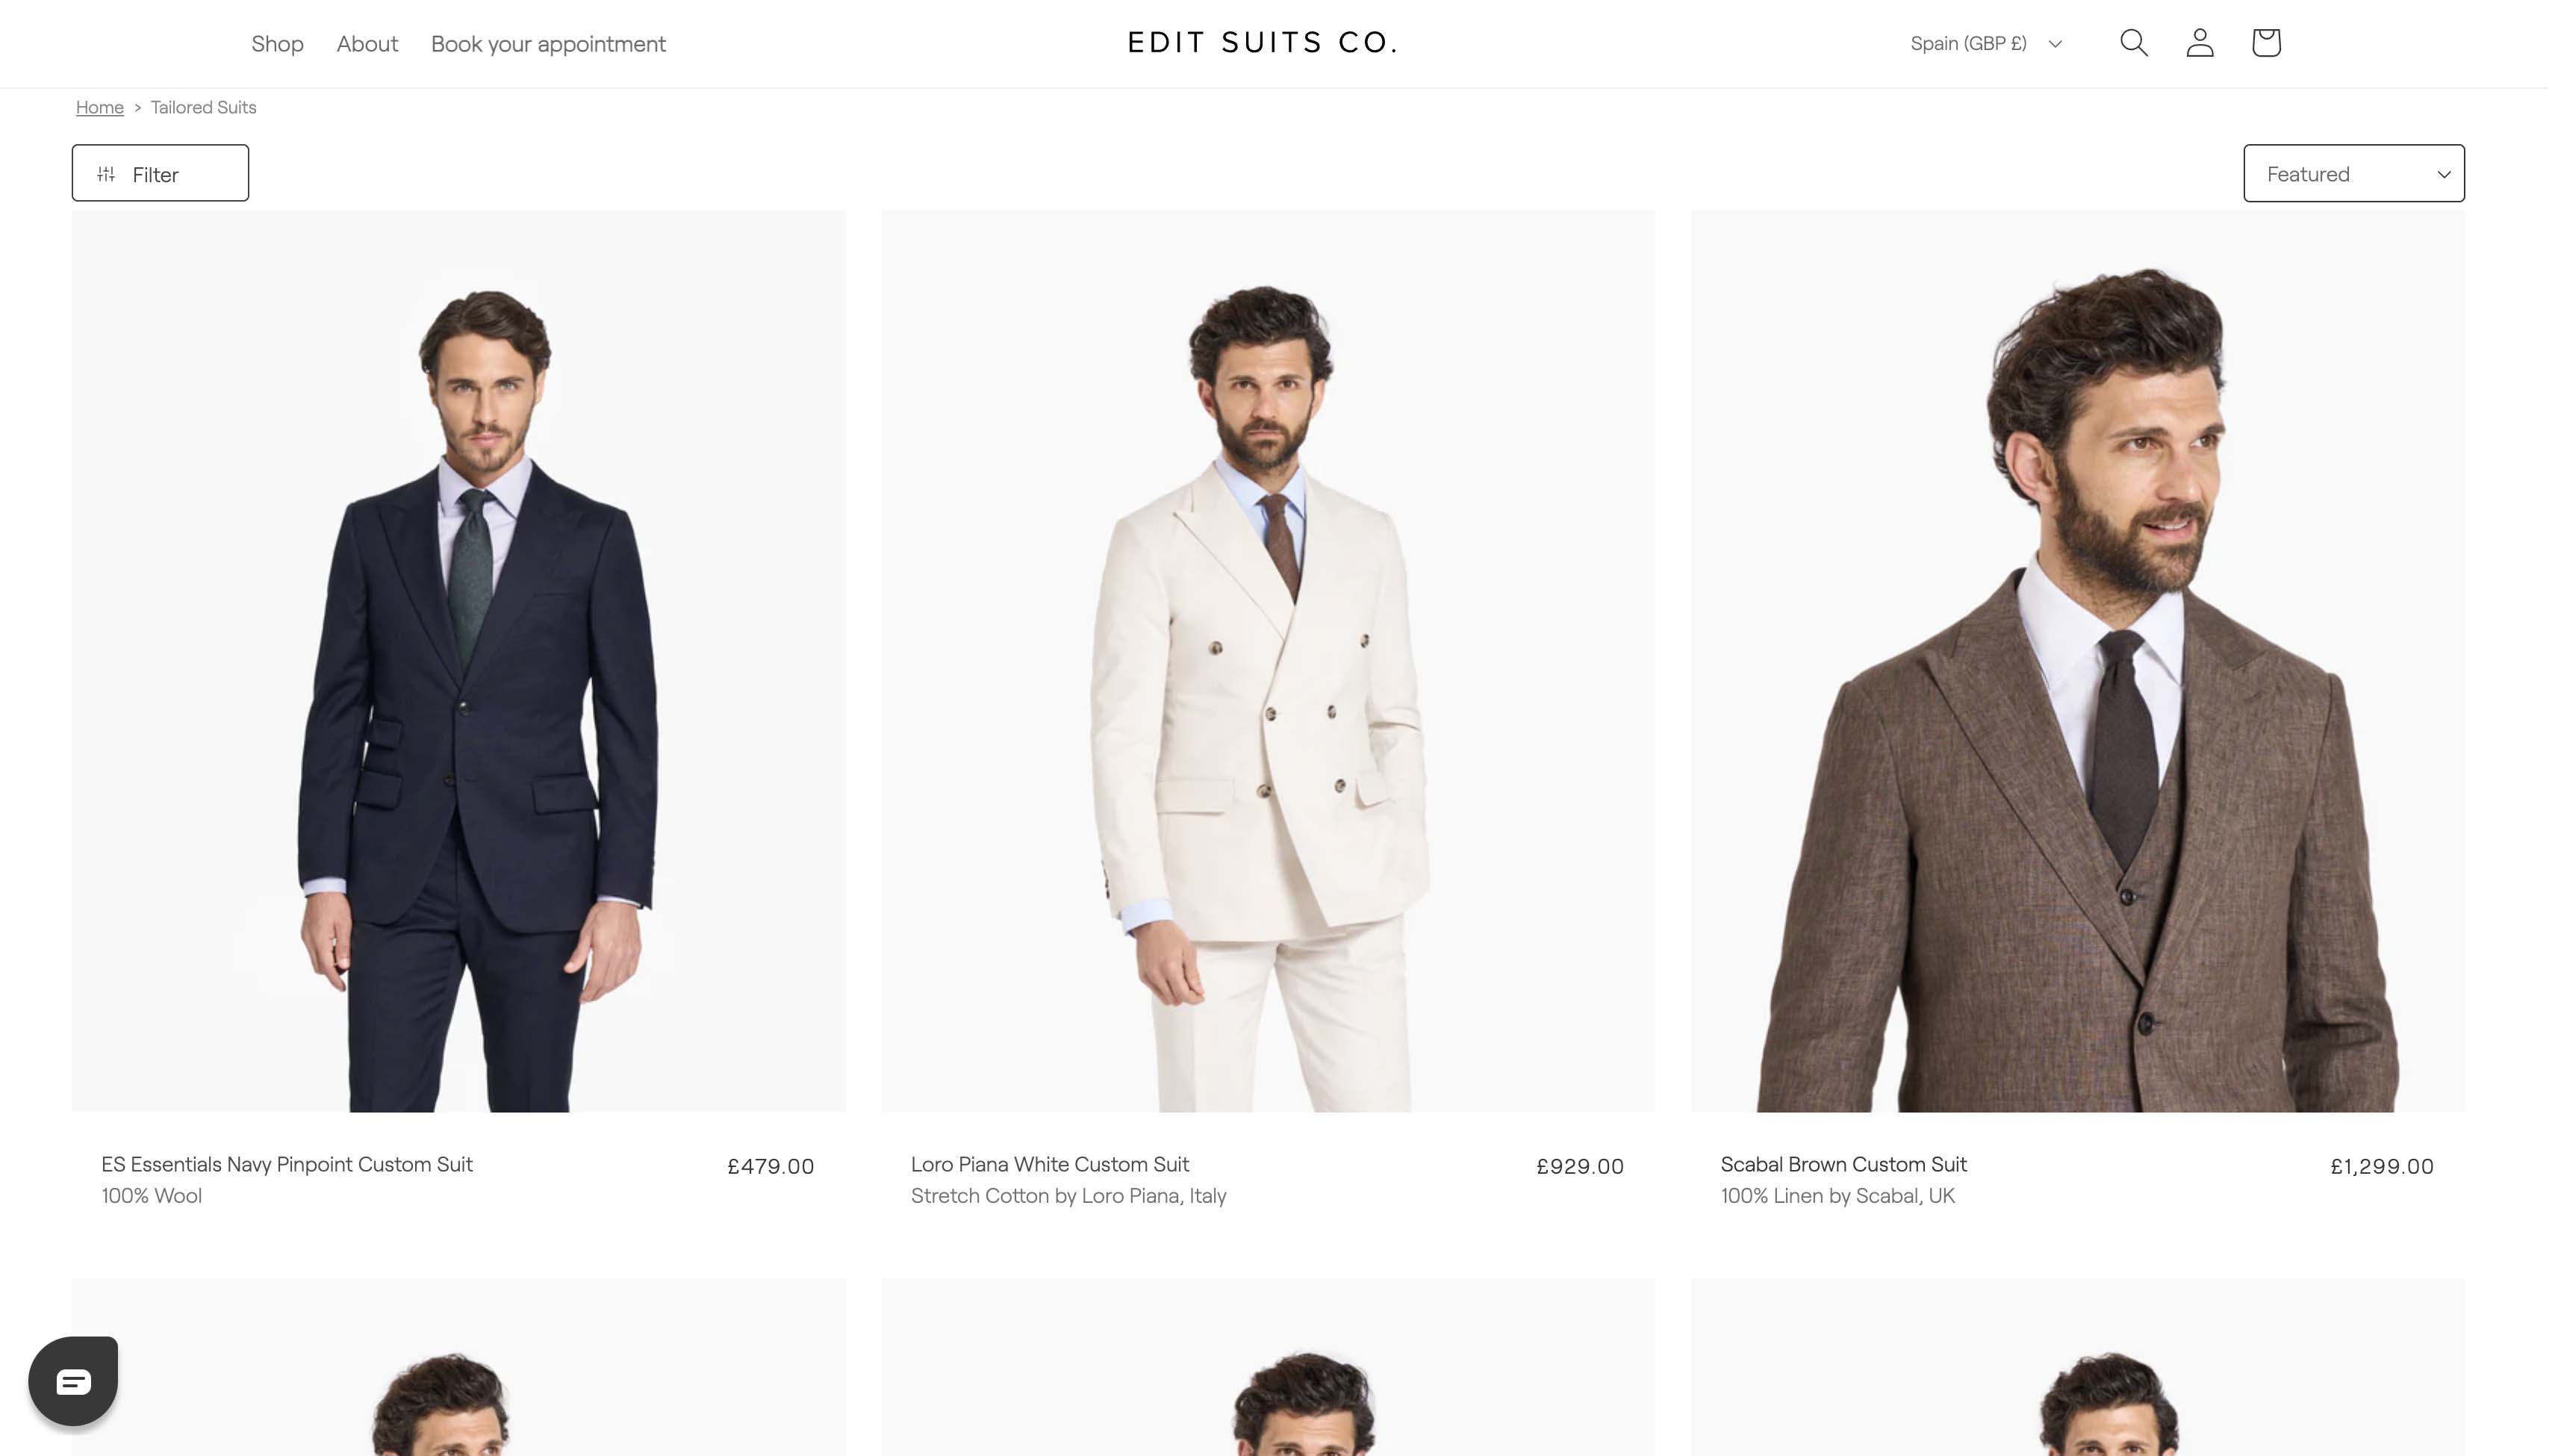 Shop About Book your appointment
EDIT SUITS CO.
Spain (GBP £)
Home > Tailored Suits
Filter
Featured
ES Essentials Navy Pinpoint Custom Suit £479.00
100% Wool
Loro Piana White Custom Suit £929.00
Stretch Cotton by Loro Piana, Italy
Scabal Brown Custom Suit £1,299.00
100% Linen by Scabal, UK